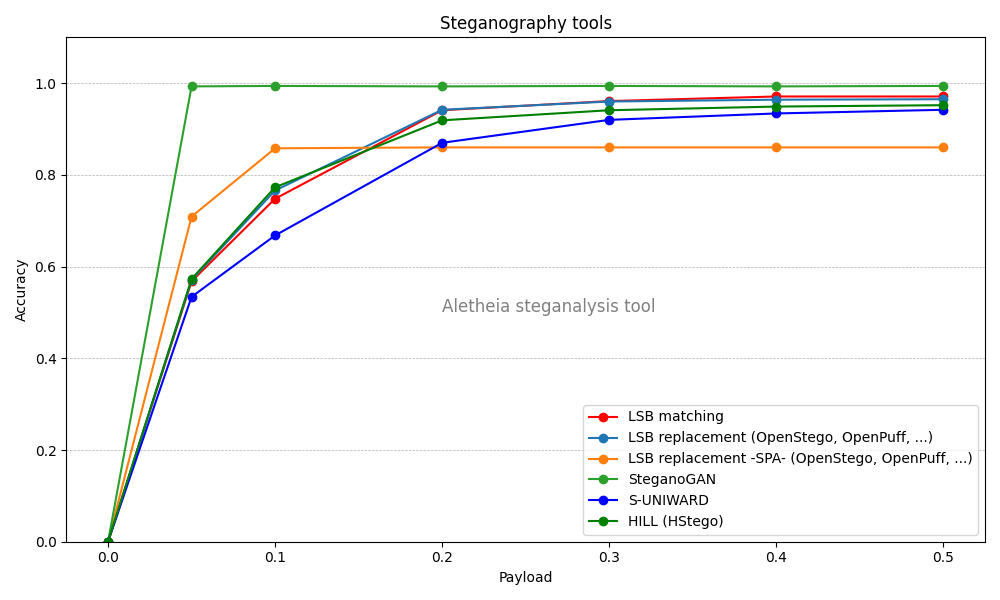 Steganography tools
Accuracy
1.0
0.8
0.6
0.4
0.2
0.0
Aletheia steganalysis tool
LSB matching
LSB replacement (OpenStego, OpenPuff, ...)
LSB replacement -SPA- (OpenStego, OpenPuff, ...)
SteganoGAN
S-UNIWARD
HILL (HStego)
0.0 0.1 0.2 0.3 0.4 0.5
Payload